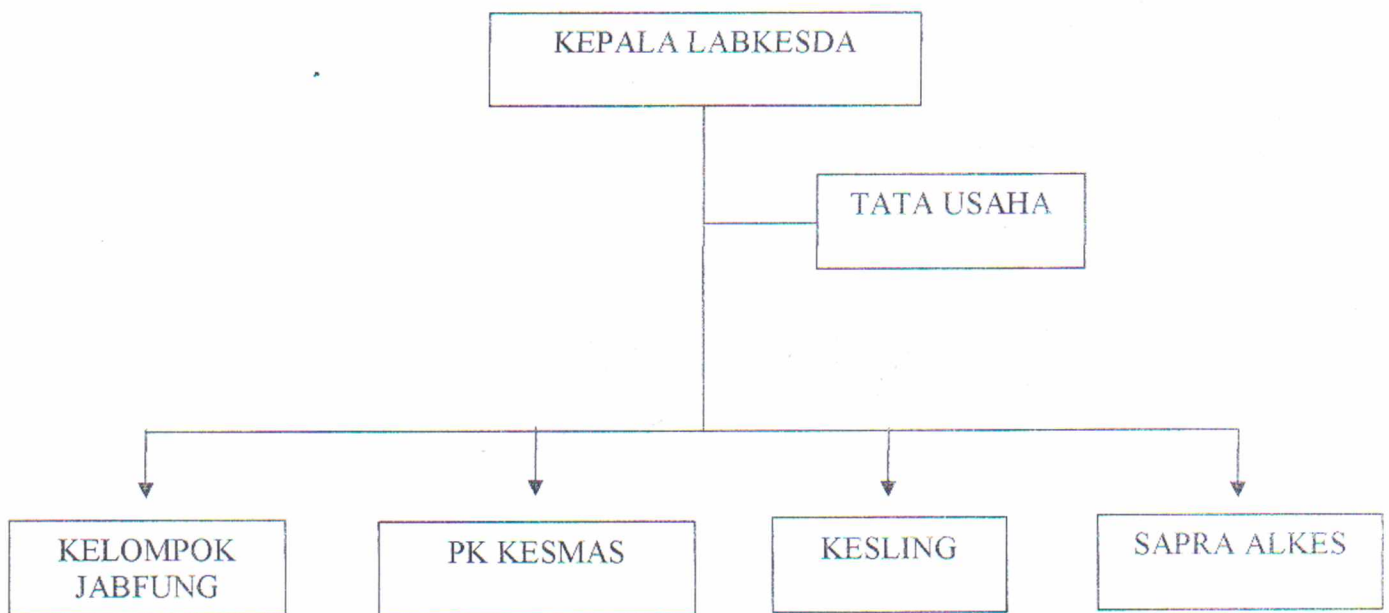 KEPALA LABKESDA
TATA USAHA
KELOMPOK
JABFUNG
PK KESMAS
KESLING
SAPRA ALKES